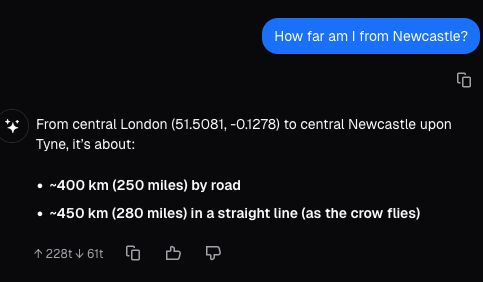 How far am I from Newcastle?
From central London (51.5081, -0.1278) to central Newcastle upon
Tyne, it's about:
• ~400 km (250 miles) by road
• ~450 km (280 miles) in a straight line (as the crow flies)
↑ 228t ↓ 61t